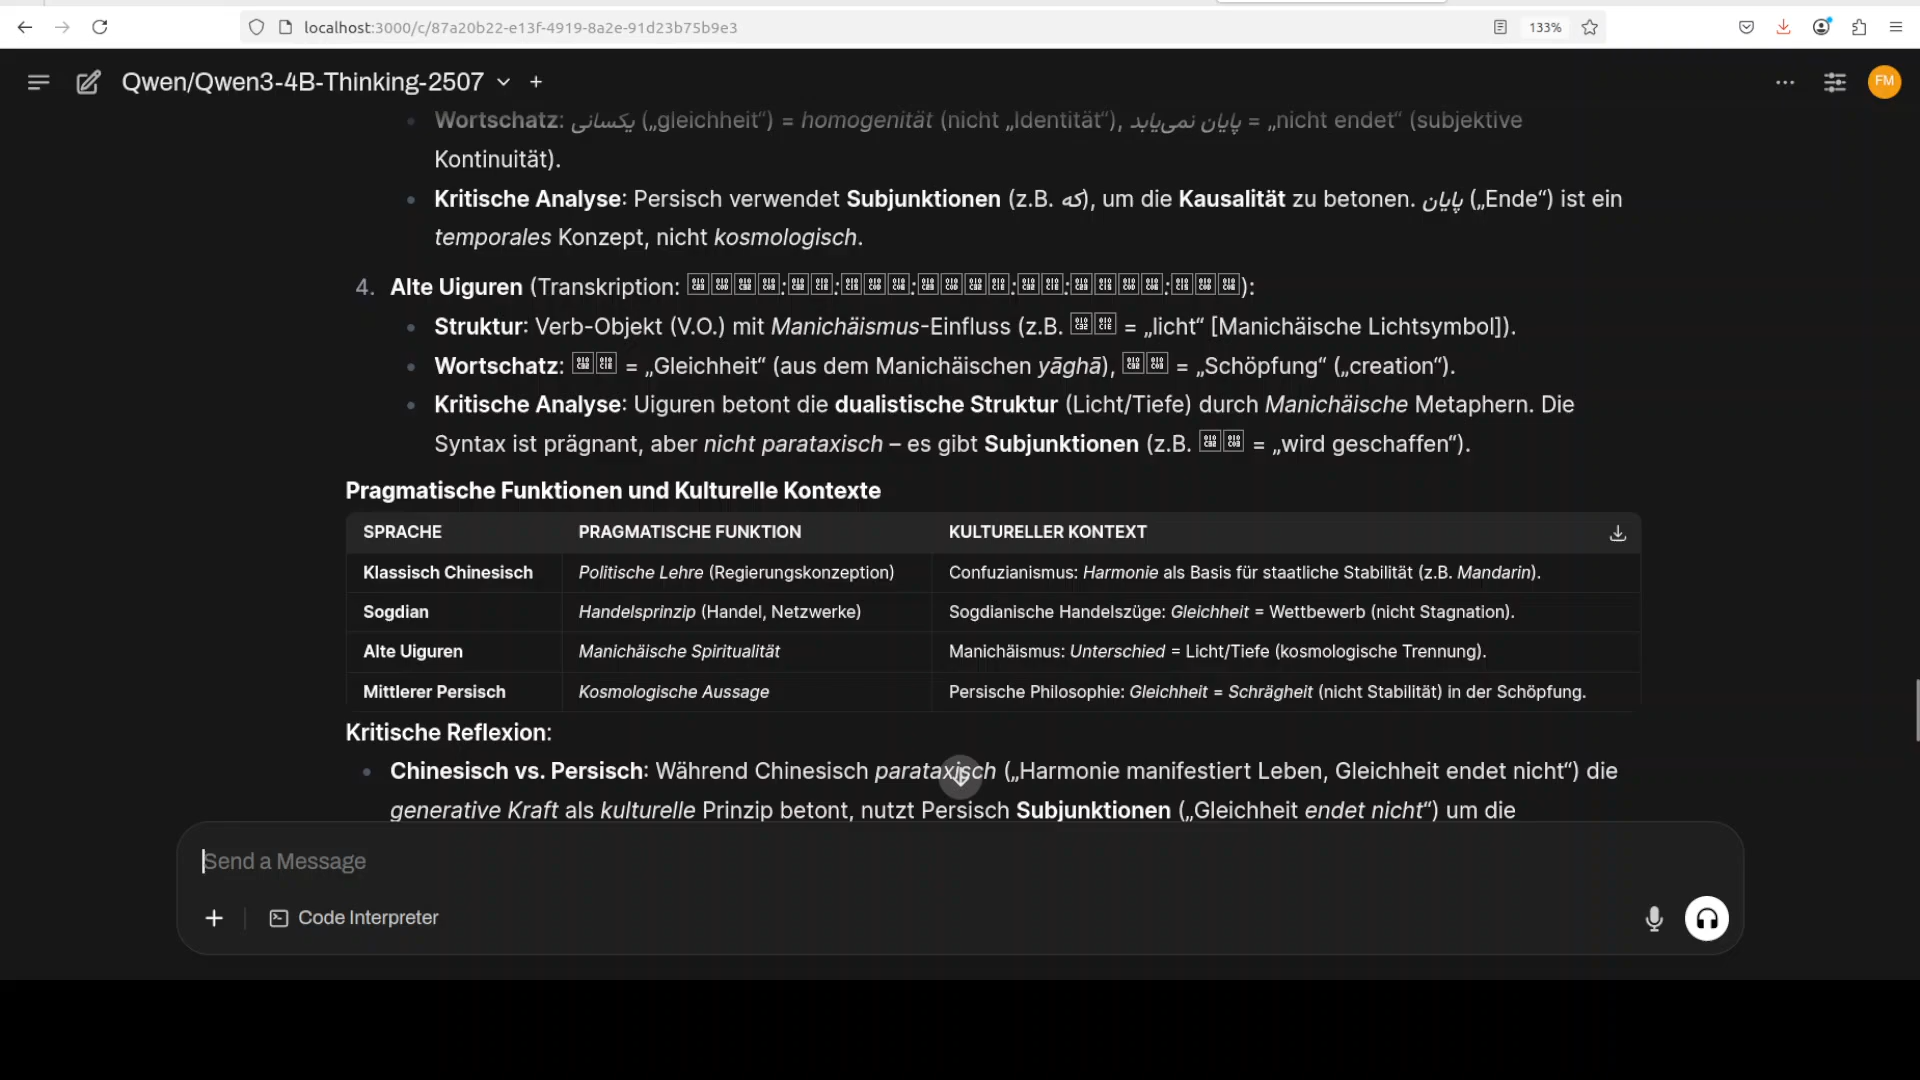 localhost:3000/c/87a20b22-e13f-4919-8a2e-91d23b75b9e3
133%
Qwen/Qwen3-4B-Thinking-2507
FM
Wortschatz: یکسانی („gleichheit“) = homogenität (nicht „Identität“), پایان نمی‌یابد = „nicht endet“ (subjektive
Kontinuität).
Kritische Analyse: Persisch verwendet Subjunktionen (z.B. که), um die Kausalität zu betonen. پایان („Ende“) ist ein
temporales Konzept, nicht kosmologisch.
4. Alte Uiguren (Transkription: :::::::):
Struktur: Verb-Objekt (V.O.) mit Manichäismus-Einfluss (z.B. = „licht“ [Manichäische Lichtsymbol]).
Wortschatz: = „Gleichheit“ (aus dem Manichäischen yāghā), = „Schöpfung“ („creation“).
Kritische Analyse: Uiguren betont die dualistische Struktur (Licht/Tiefe) durch Manichäische Metaphern. Die
Syntax ist prägnant, aber nicht parataxisch – es gibt Subjunktionen (z.B. = „wird geschaffen“).
Pragmatische Funktionen und Kulturelle Kontexte
SPRACHE PRAGMATISCHE FUNKTION KULTURELLER KONTEXT
Klassisch Chinesisch Politische Lehre (Regierungskonzeption) Confuzianismus: Harmonie als Basis für staatliche Stabilität (z.B. Mandarin).
Sogdian Handelsprinzip (Handel, Netzwerke) Sogdianische Handelszüge: Gleichheit = Wettbewerb (nicht Stagnation).
Alte Uiguren Manichäische Spiritualität Manichäismus: Unterschied = Licht/Tiefe (kosmologische Trennung).
Mittlerer Persisch Kosmologische Aussage Persische Philosophie: Gleichheit = Schrägheit (nicht Stabilität) in der Schöpfung.
Kritische Reflexion:
Chinesisch vs. Persisch: Während Chinesisch parataxisch („Harmonie manifestiert Leben, Gleichheit endet nicht“) die
generative Kraft als kulturelle Prinzip betont, nutzt Persisch Subjunktionen („Gleichheit endet nicht“) um die
Send a Message
Code Interpreter